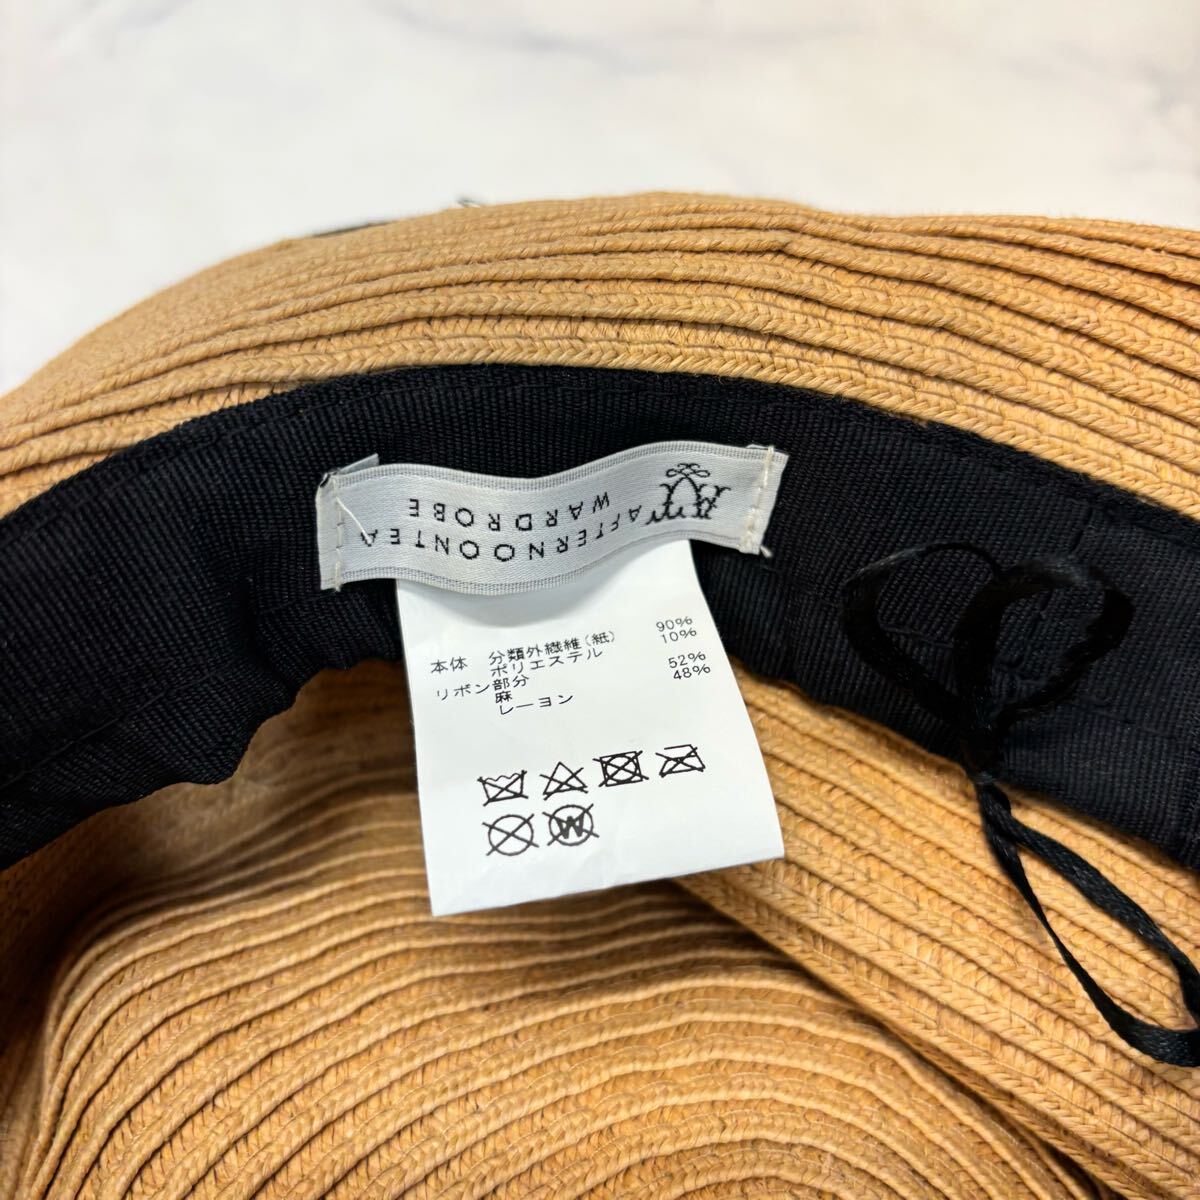 AFTERNOONTEA
WARDROBE
本体 分類外繊維(紙) 90%
ポリエステル 10%
リボン部分
麻 52%
レーヨン 48%
W